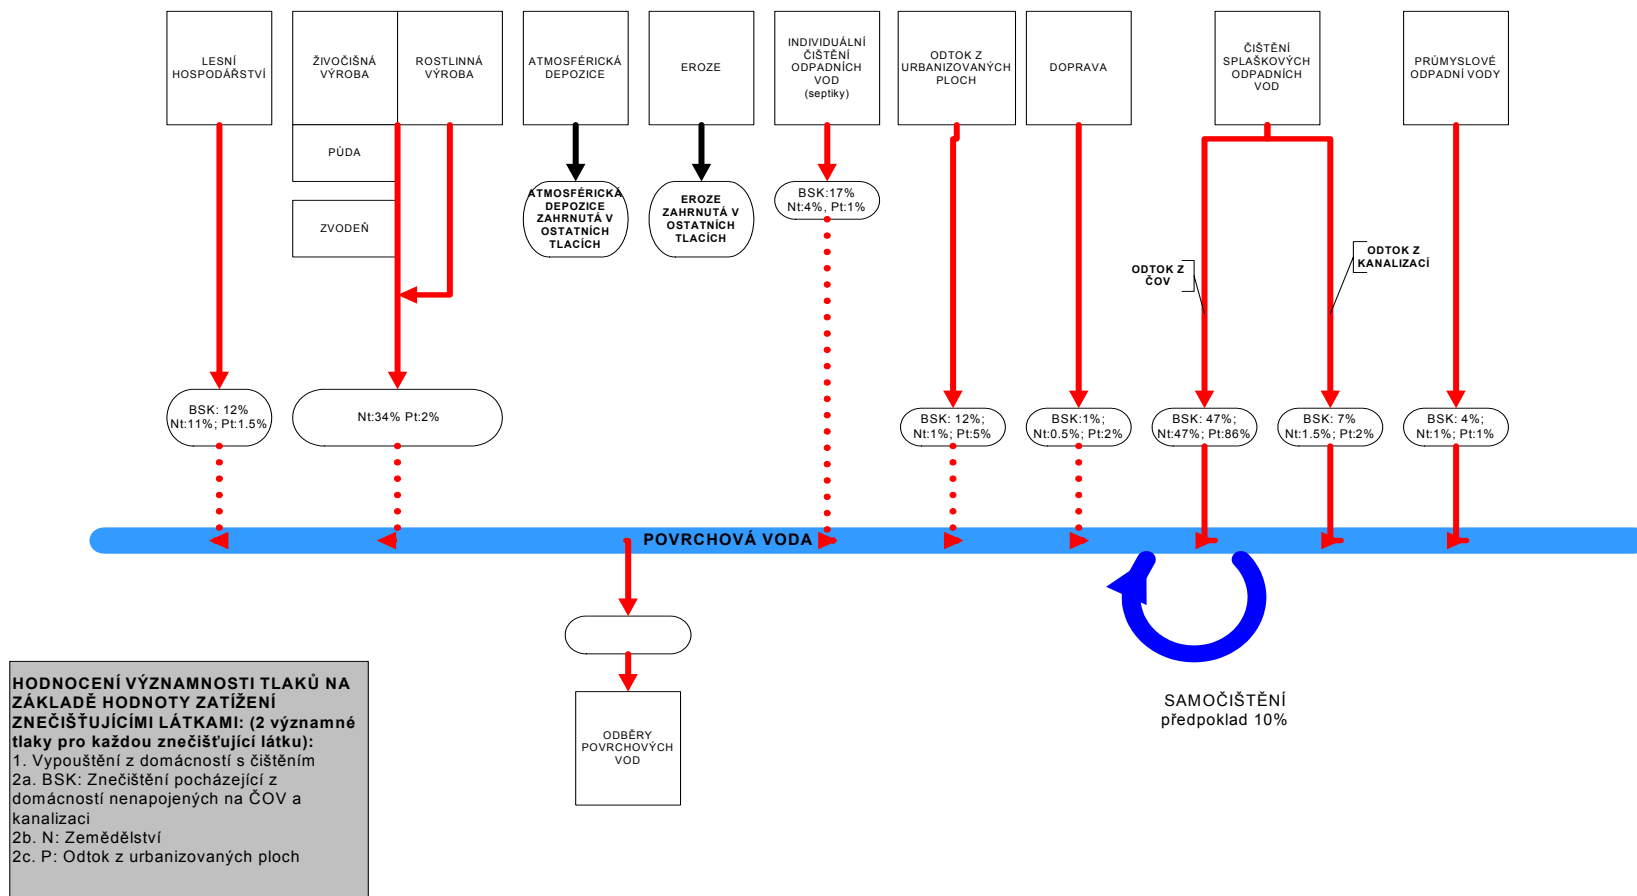 LESNÍ
HOSPODÁŘSTVÍ
ŽIVOČIŠNÁ
VÝROBA
ROSTLINNÁ
VÝROBA
ATMOSFÉRICKÁ
DEPOZICE
EROZE
INDIVIDUÁLNÍ
ČIŠTĚNÍ
ODPADNÍCH
VOD
(septiky)
ODTOK Z
URBANIZOVANÝCH
PLOCH
DOPRAVA
ČIŠTĚNÍ
SPLAŠKOVÝCH
ODPADNÍCH
VOD
PRŮMYSLOVÉ
ODPADNÍ VODY
PŮDA
ZVODEŇ
ATMOSFÉRICKÁ
DEPOZICE
ZAHRNUTÁ V
OSTATNÍCH
TLACÍCH
EROZE
ZAHRNUTÁ V
OSTATNÍCH
TLACÍCH
BSK:17%
Nt:4%, Pt:1%
ODTOK Z
ČOV
ODTOK Z
KANALIZACÍ
BSK: 12%
Nt:11%; Pt:1.5%
Nt:34% Pt:2%
BSK: 12%;
Nt:1%; Pt:5%
BSK:1%;
Nt:0.5%; Pt:2%
BSK: 47%;
Nt:47%; Pt:86%
BSK: 7%
Nt:1.5%; Pt:2%
BSK: 4%;
Nt:1%; Pt:1%
POVRCHOVÁ VODA
SAMOČIŠTĚNÍ
předpoklad 10%
ODBĚRY
POVRCHOVÝCH
VOD
HODNOCENÍ VÝZNAMNOSTI TLAKŮ NA
ZÁKLADĚ HODNOTY ZATÍŽENÍ
ZNEČIŠŤUJÍCÍMI LÁTKAMI: (2 významné
tlaky pro každou znečišťující látku):
1. Vypouštění z domácností s čištěním
2a. BSK: Znečištění pocházející z
domácností nenapojených na ČOV a
kanalizaci
2b. N: Zemědělství
2c. P: Odtok z urbanizovaných ploch